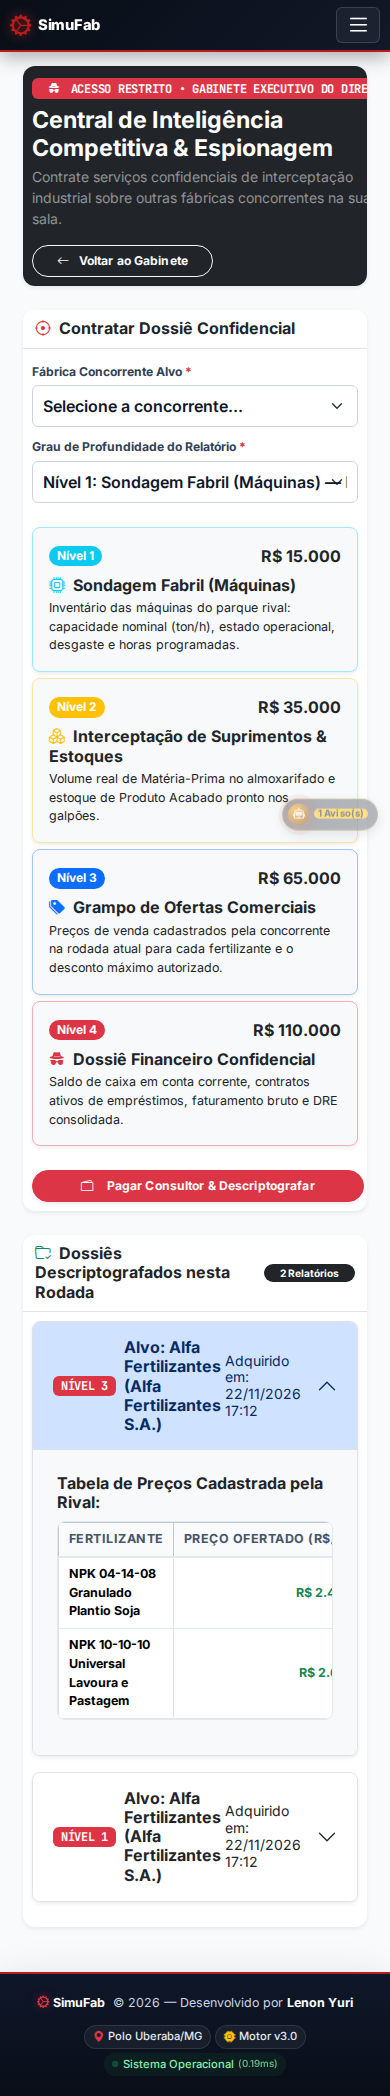 SimuFab
ACESSO RESTRITO • GABINETE EXECUTIVO DO DIRE
Central de Inteligência
Competitiva & Espionagem
Contrate serviços confidenciais de interceptação
industrial sobre outras fábricas concorrentes na sua
sala.
Voltar ao Gabinete
Contratar Dossiê Confidencial
Fábrica Concorrente Alvo *
Selecione a concorrente...
Grau de Profundidade do Relatório *
Nível 1: Sondagem Fabril (Máquinas) —
Nível 1
R$ 15.000
Sondagem Fabril (Máquinas)
Inventário das máquinas do parque rival:
capacidade nominal (ton/h), estado operacional,
desgaste e horas programadas.
Nível 2
R$ 35.000
Interceptação de Suprimentos &
Estoques
Volume real de Matéria-Prima no almoxarifado e
estoque de Produto Acabado pronto nos
galpões.
1 Aviso(s)
Nível 3
R$ 65.000
Grampo de Ofertas Comerciais
Preços de venda cadastrados pela concorrente
na rodada atual para cada fertilizante e o
desconto máximo autorizado.
Nível 4
R$ 110.000
Dossiê Financeiro Confidencial
Saldo de caixa em conta corrente, contratos
ativos de empréstimos, faturamento bruto e DRE
consolidada.
Pagar Consultor & Descriptografar
Dossiês
Descriptografados nesta
Rodada
2 Relatórios
NÍVEL 3
Alvo: Alfa
Fertilizantes
(Alfa
Fertilizantes
S.A.)
Adquirido
em:
22/11/2026
17:12
Tabela de Preços Cadastrada pela
Rival:
FERTILIZANTE
PREÇO OFERTADO (R$/
NPK 04-14-08
Granulado
Plantio Soja
R$ 2.4
NPK 10-10-10
Universal
Lavoura e
Pastagem
R$ 2.6
NÍVEL 1
Alvo: Alfa
Fertilizantes
(Alfa
Fertilizantes
S.A.)
Adquirido
em:
22/11/2026
17:12
SimuFab © 2026 — Desenvolvido por Lenon Yuri
Polo Uberaba/MG
Motor v3.0
Sistema Operacional (0.19ms)